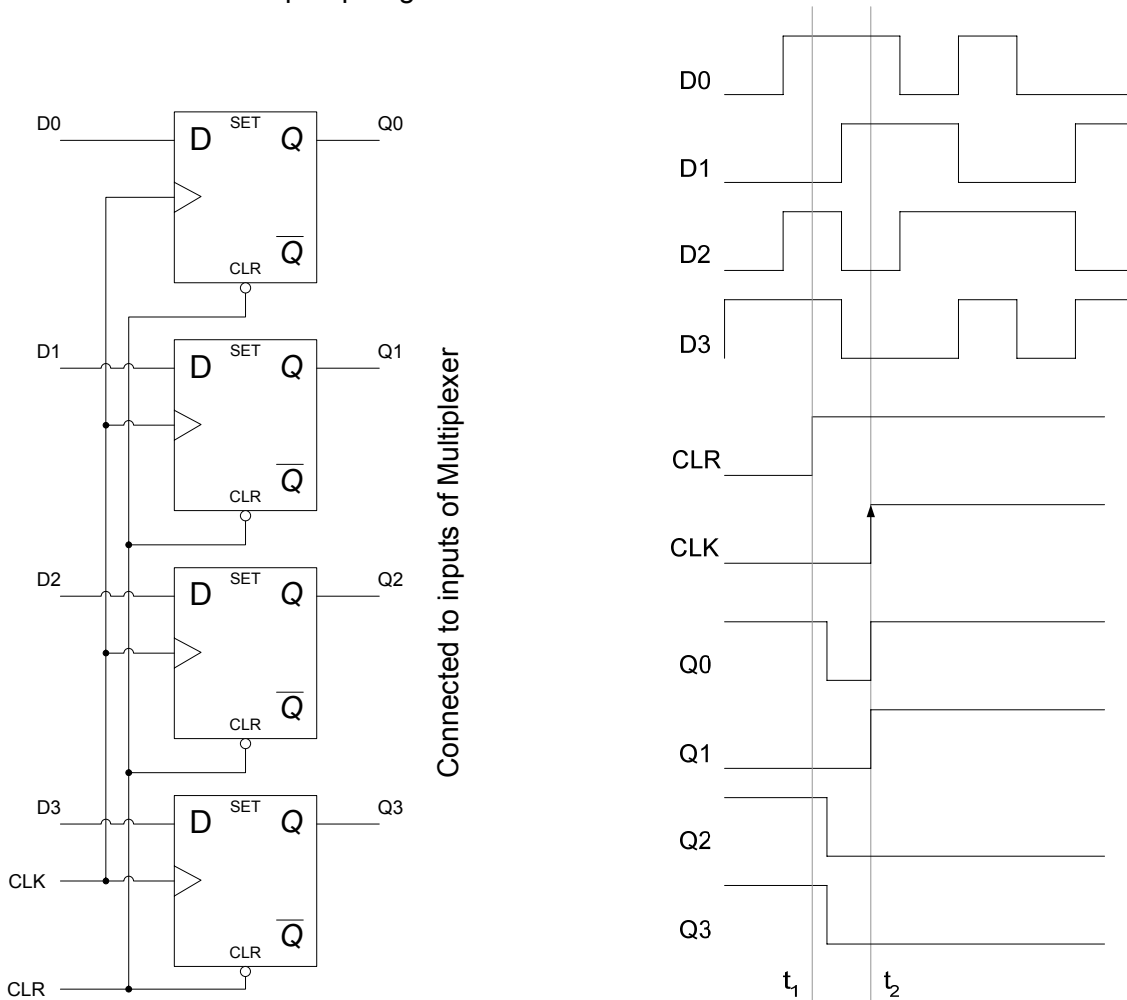 D0
D
SET
Q
Q0
Q
CLR
D1
D
SET
Q
Q1
Q
CLR
D2
D
SET
Q
Q2
Q
CLR
D3
D
SET
Q
Q3
CLK
Q
CLR
CLR
Connected to inputs of Multiplexer
D0
D1
D2
D3
CLR
CLK
Q0
Q1
Q2
Q3
t1
t2